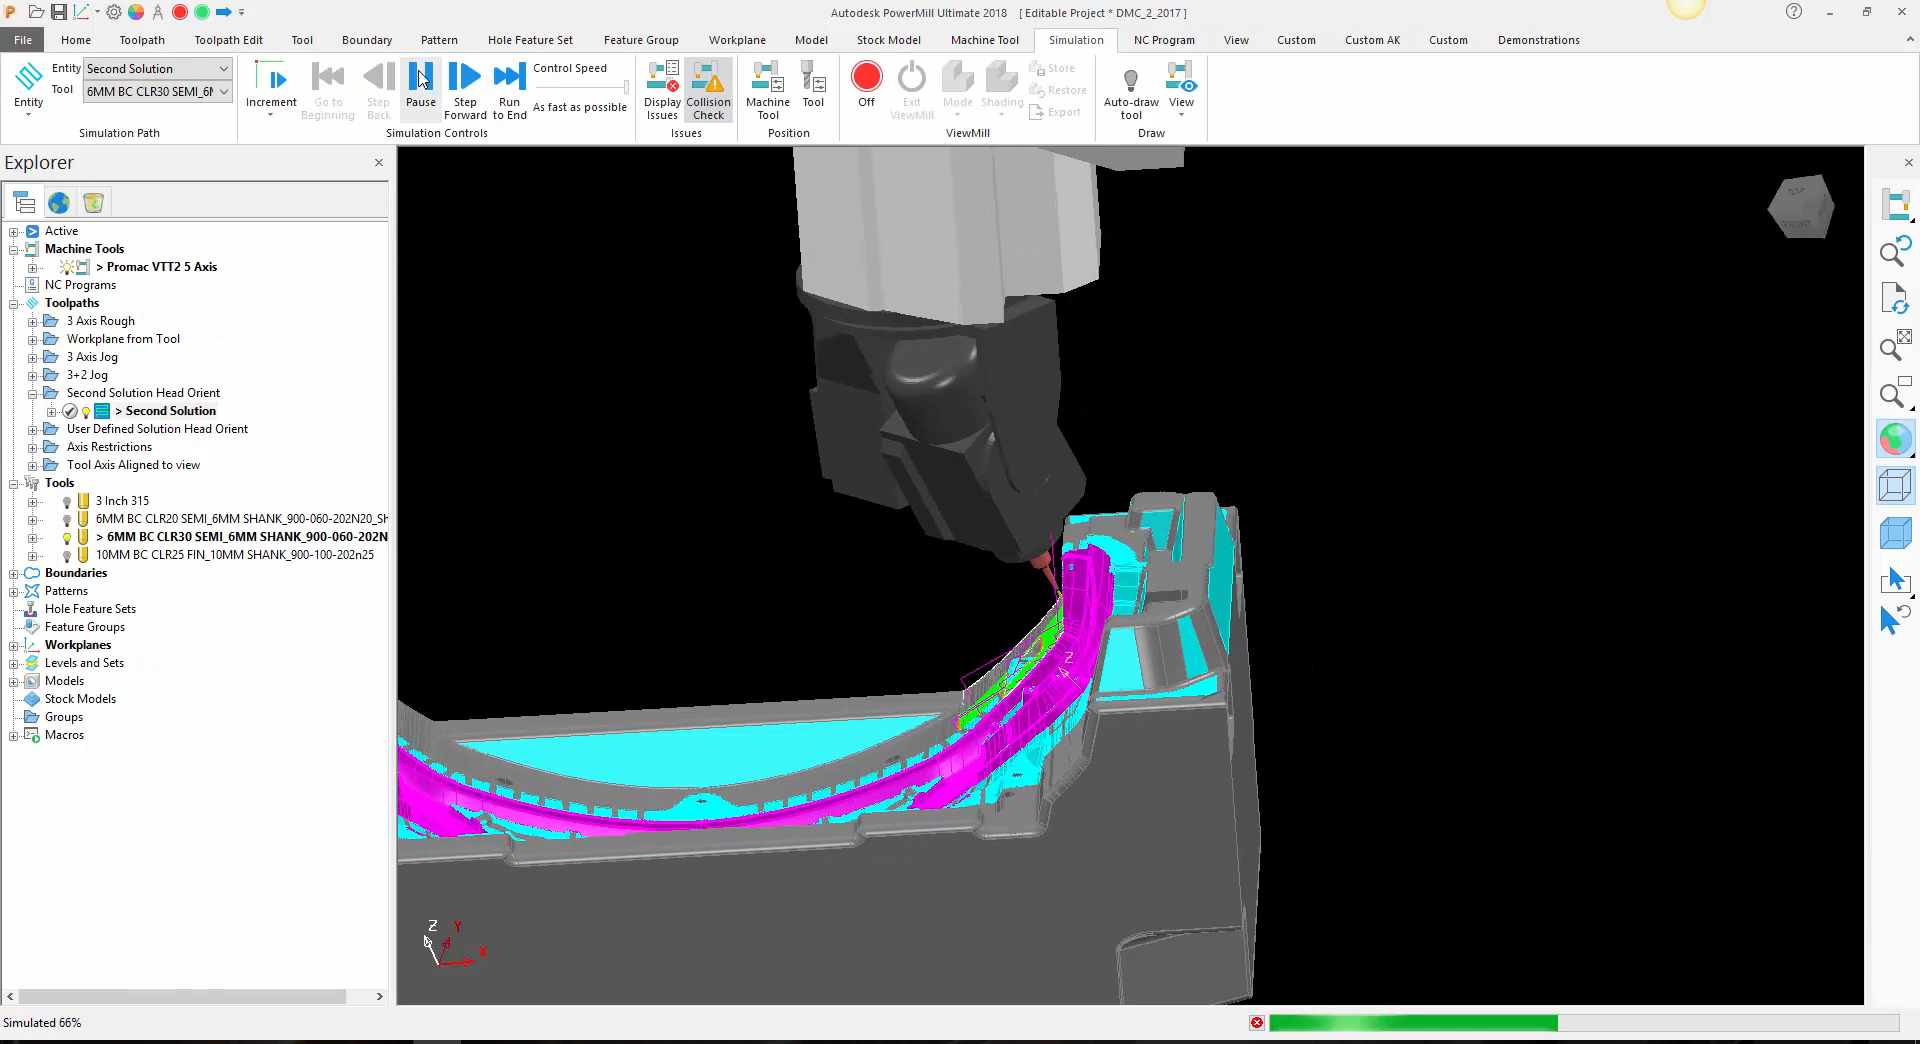 Autodesk PowerMill Ultimate 2018 [ Editable Project * DMC_2_2017 ]
File Home Toolpath Toolpath Edit Tool Boundary Pattern Hole Feature Set Feature Group Workplane Model Stock Model Machine Tool Simulation NC Program View Custom Custom AK Custom Demonstrations
Entity
Entity Second Solution
Tool 6MM BC CLR30 SEMI_6M
Simulation Path
Increment
Go to Beginning
Step Back
Pause
Step Forward
Run to End
Control Speed
As fast as possible
Simulation Controls
Display Issues
Collision Check
Issues
Machine Tool
Tool
Position
Off
Exit ViewMill
Mode
Shading
Store
Restore
Export
ViewMill
Auto-draw tool
View
Draw
Explorer
Active
Machine Tools
> Promac VTT2 5 Axis
NC Programs
Toolpaths
3 Axis Rough
Workplane from Tool
3 Axis Jog
3+2 Jog
Second Solution Head Orient
> Second Solution
User Defined Solution Head Orient
Axis Restrictions
Tool Axis Aligned to view
Tools
3 Inch 315
6MM BC CLR20 SEMI_6MM SHANK_900-060-202N20_SH
> 6MM BC CLR30 SEMI_6MM SHANK_900-060-202N
10MM BC CLR25 FIN_10MM SHANK_900-100-202n25
Boundaries
Patterns
Hole Feature Sets
Feature Groups
Workplanes
Levels and Sets
Models
Stock Models
Groups
Macros
TOP
Z
Z Y
X
Simulated 66%